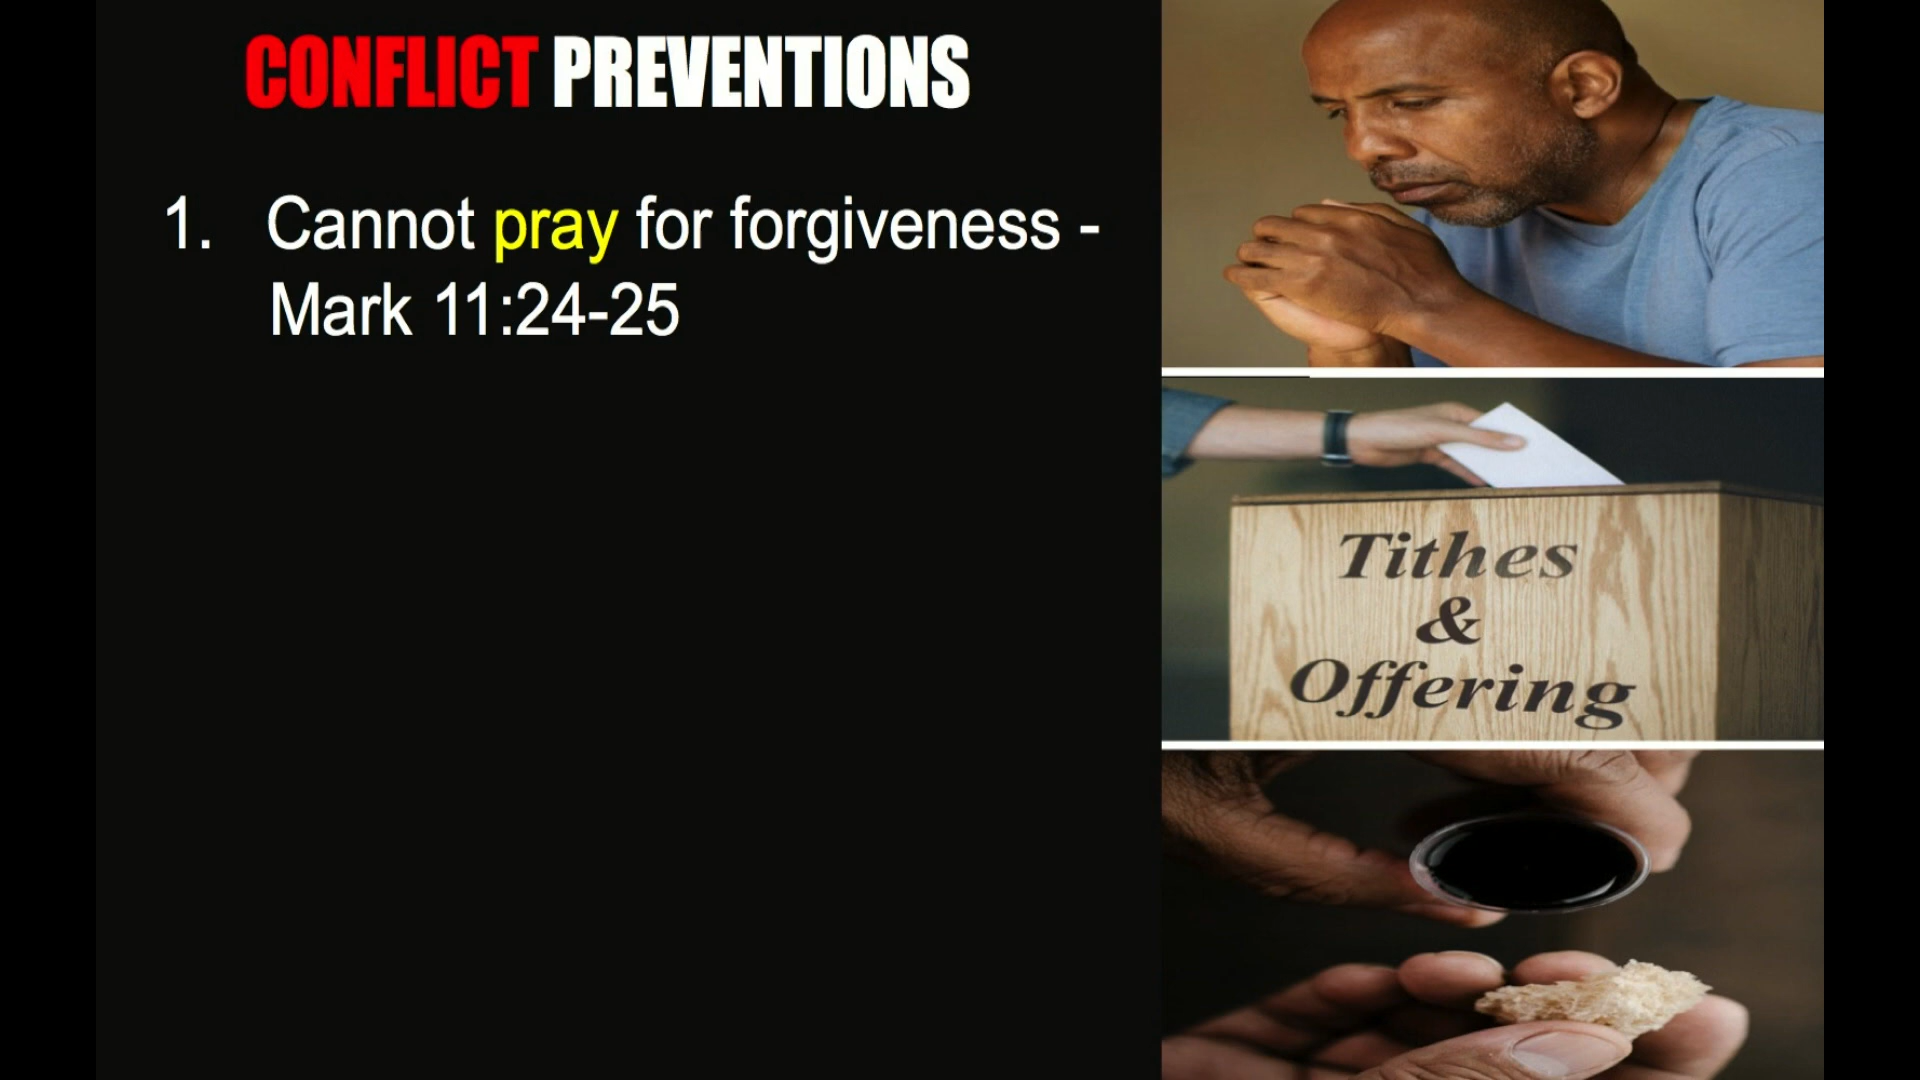 CONFLICT PREVENTIONS
1. Cannot pray for forgiveness -
Mark 11:24-25
Tithes
&
Offering